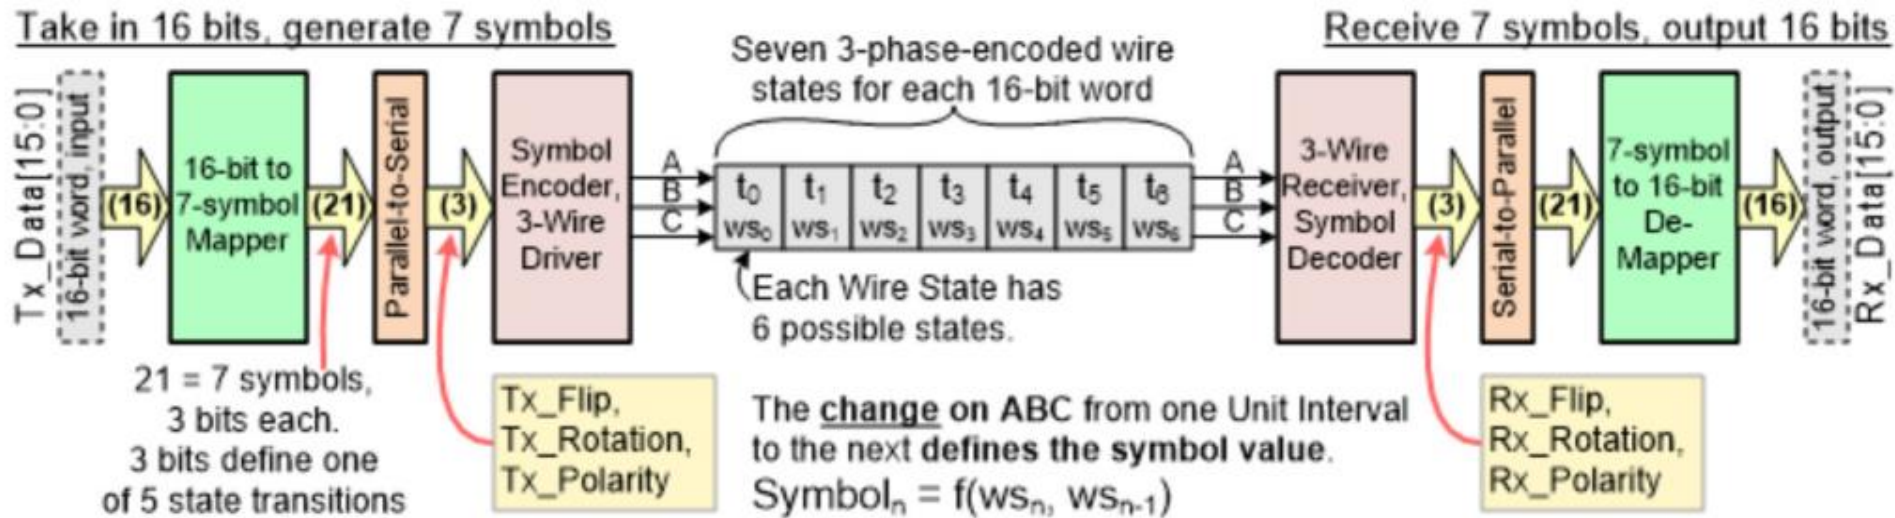 Take in 16 bits, generate 7 symbols
Receive 7 symbols, output 16 bits
Seven 3-phase-encoded wire
states for each 16-bit word
Tx_Data[15:0]
16-bit word, input
(16)
16-bit to
7-symbol
Mapper
(21)
Parallel-to-Serial
(3)
Symbol
Encoder,
3-Wire
Driver
A
B
C
t0 t1 t2 t3 t4 t5 t6
ws0 ws1 ws2 ws3 ws4 ws5 ws6
A
B
C
3-Wire
Receiver,
Symbol
Decoder
(3)
Serial-to-Parallel
(21)
7-symbol
to 16-bit
De-
Mapper
(16)
16-bit word, output
Rx_Data[15:0]
Each Wire State has
6 possible states.
21 = 7 symbols,
3 bits each.
3 bits define one
of 5 state transitions
Tx_Flip,
Tx_Rotation,
Tx_Polarity
The change on ABC from one Unit Interval
to the next defines the symbol value.
Symboln = f(wsn, wsn-1)
Rx_Flip,
Rx_Rotation,
Rx_Polarity